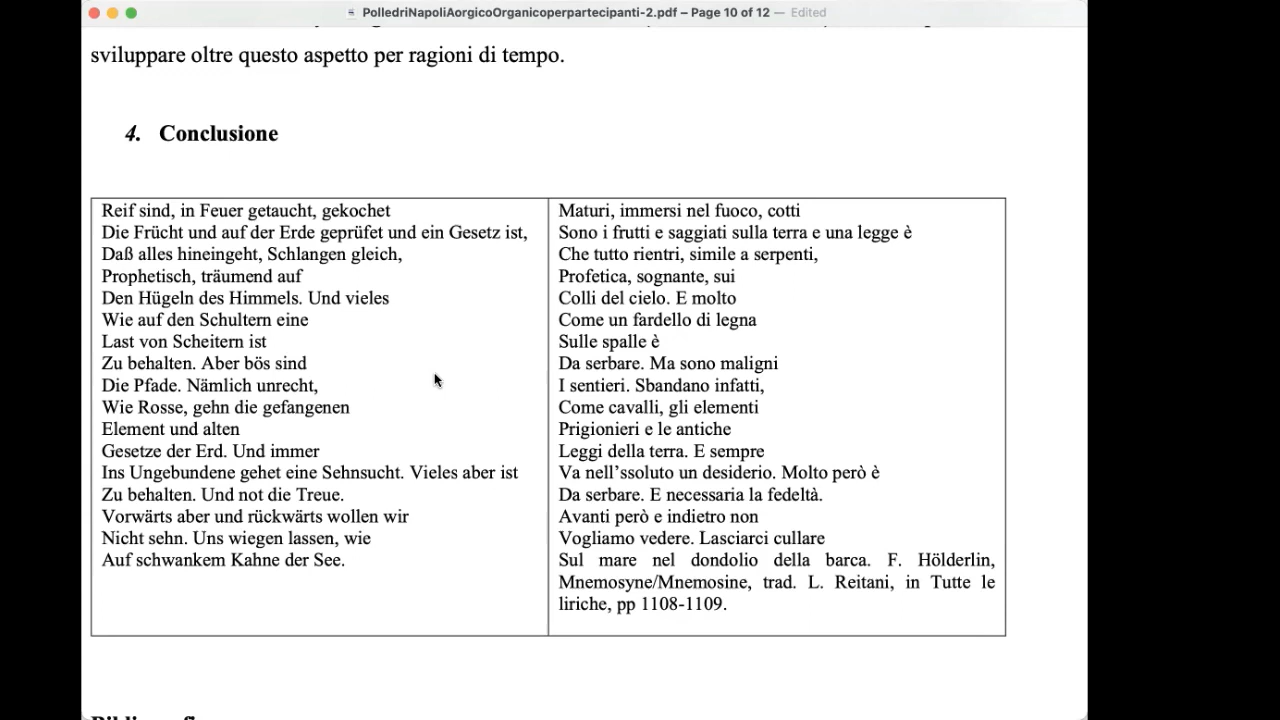 PolledriNapoliAorgicoOrganicoperpartecipanti-2.pdf – Page 10 of 12 — Edited
sviluppare oltre questo aspetto per ragioni di tempo.
4. Conclusione
Reif sind, in Feuer getaucht, gekochet
Die Frücht und auf der Erde geprüfet und ein Gesetz ist,
Daß alles hineingeht, Schlangen gleich,
Prophetisch, träumend auf
Den Hügeln des Himmels. Und vieles
Wie auf den Schultern eine
Last von Scheitern ist
Zu behalten. Aber bös sind
Die Pfade. Nämlich unrecht,
Wie Rosse, gehn die gefangenen
Element und alten
Gesetze der Erd. Und immer
Ins Ungebundene gehet eine Sehnsucht. Vieles aber ist
Zu behalten. Und not die Treue.
Vorwärts aber und rückwärts wollen wir
Nicht sehn. Uns wiegen lassen, wie
Auf schwankem Kahne der See.
Maturi, immersi nel fuoco, cotti
Sono i frutti e saggiati sulla terra e una legge è
Che tutto rientri, simile a serpenti,
Profetica, sognante, sui
Colli del cielo. E molto
Come un fardello di legna
Sulle spalle è
Da serbare. Ma sono maligni
I sentieri. Sbandano infatti,
Come cavalli, gli elementi
Prigionieri e le antiche
Leggi della terra. E sempre
Va nell’ssoluto un desiderio. Molto però è
Da serbare. E necessaria la fedeltà.
Avanti però e indietro non
Vogliamo vedere. Lasciarci cullare
Sul mare nel dondolio della barca. F. Hölderlin,
Mnemosyne/Mnemosine, trad. L. Reitani, in Tutte le
liriche, pp 1108-1109.